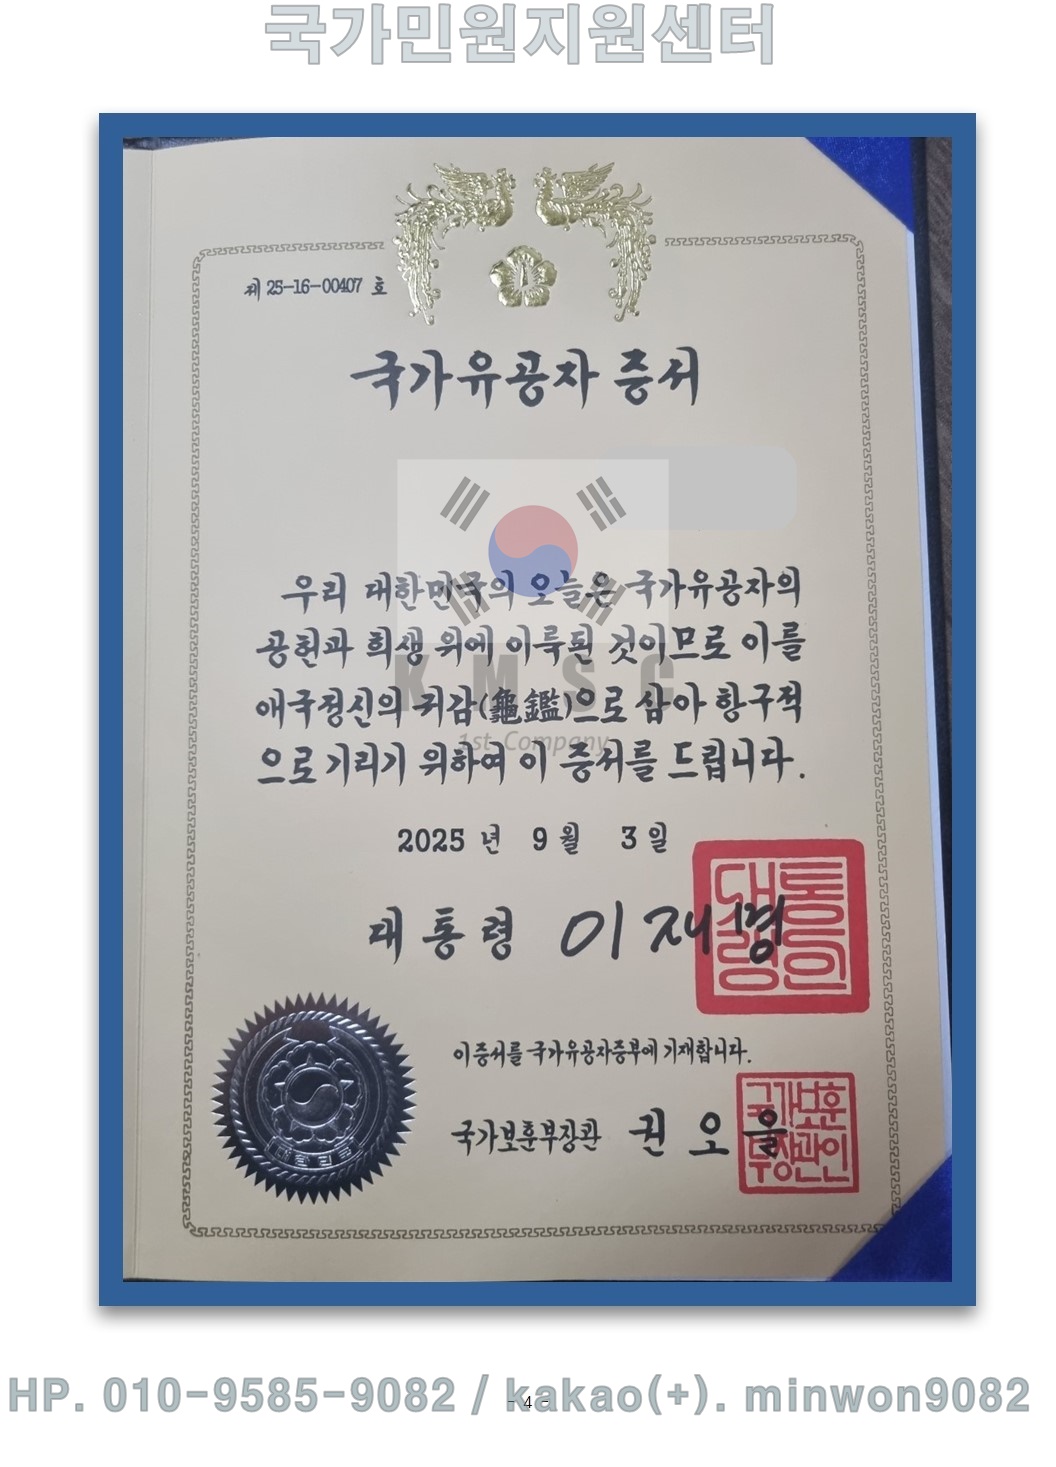 국가민원지원센터
제 25-16-00407 호
국가유공자 증서
우리 대한민국의 오늘은 국가유공자의
공헌과 희생 위에 이룩된 것이므로 이를
애국정신의 귀감(龜鑑)으로 삼아 항구적
으로 기리기 위하여 이 증서를 드립니다.
KMSC
1st Company
2025 년 9 월 3 일
대통령 이재명
대통령의인
이 증서를 국가유공자증부에 기재합니다.
국가보훈부장관 권오을
국가보훈부장관인
HP. 010-9585-9082 / kakao(+). minwon9082
- 4 -